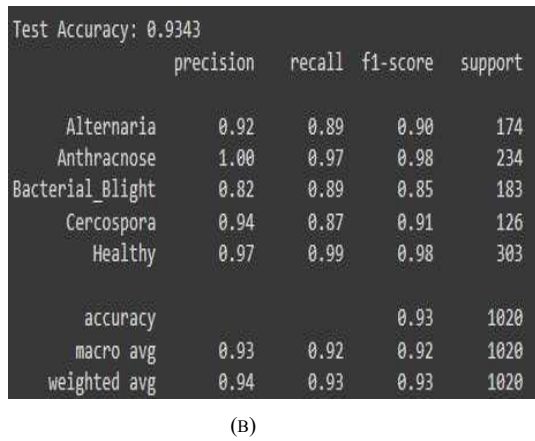 Test Accuracy: 0.9343
precision recall f1-score support
Alternaria 0.92 0.89 0.90 174
Anthracnose 1.00 0.97 0.98 234
Bacterial_Blight 0.82 0.89 0.85 183
Cercospora 0.94 0.87 0.91 126
Healthy 0.97 0.99 0.98 303
accuracy 0.93 1020
macro avg 0.93 0.92 0.92 1020
weighted avg 0.94 0.93 0.93 1020
(B)